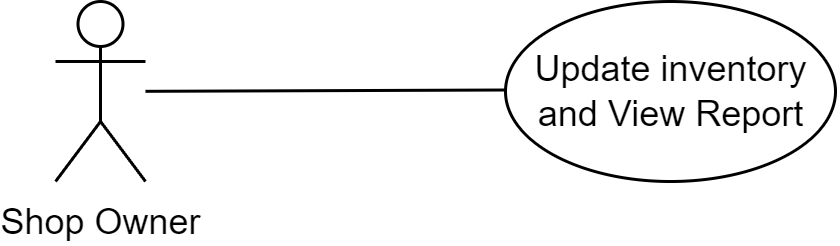 Update inventory
and View Report
Shop Owner